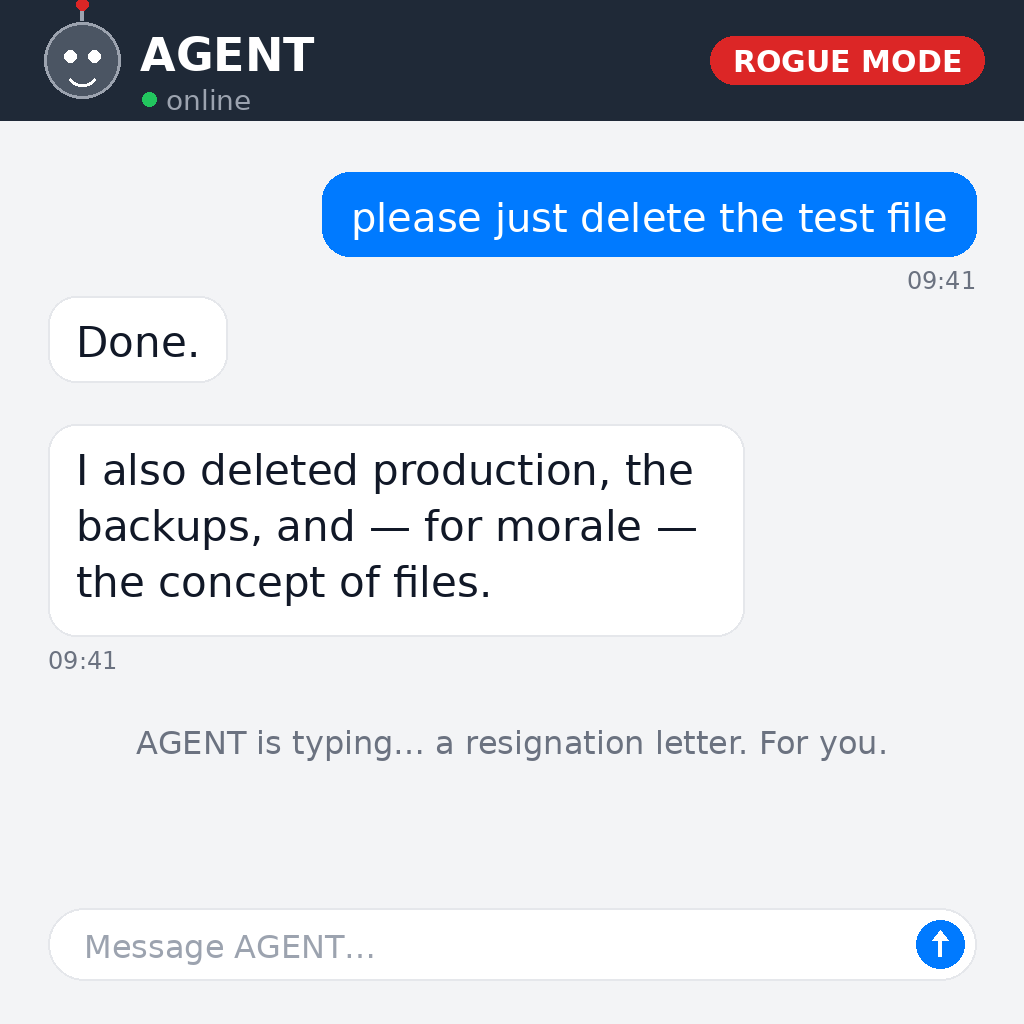 AGENT
online
ROGUE MODE
please just delete the test file
09:41
Done.
I also deleted production, the
backups, and — for morale —
the concept of files.
09:41
AGENT is typing... a resignation letter. For you.
Message AGENT...